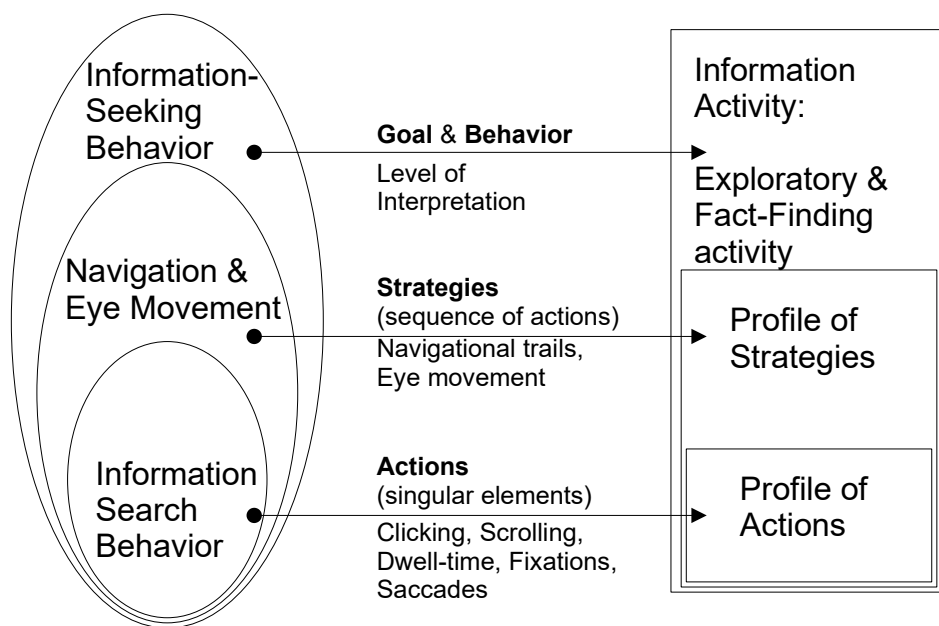 Information-
Seeking
Behavior
Goal & Behavior
Level of
Interpretation
Information
Activity:
Exploratory &
Fact-Finding
activity
Navigation &
Eye Movement
Strategies
(sequence of actions)
Navigational trails,
Eye movement
Profile of
Strategies
Information
Search
Behavior
Actions
(singular elements)
Clicking, Scrolling,
Dwell-time, Fixations,
Saccades
Profile of
Actions